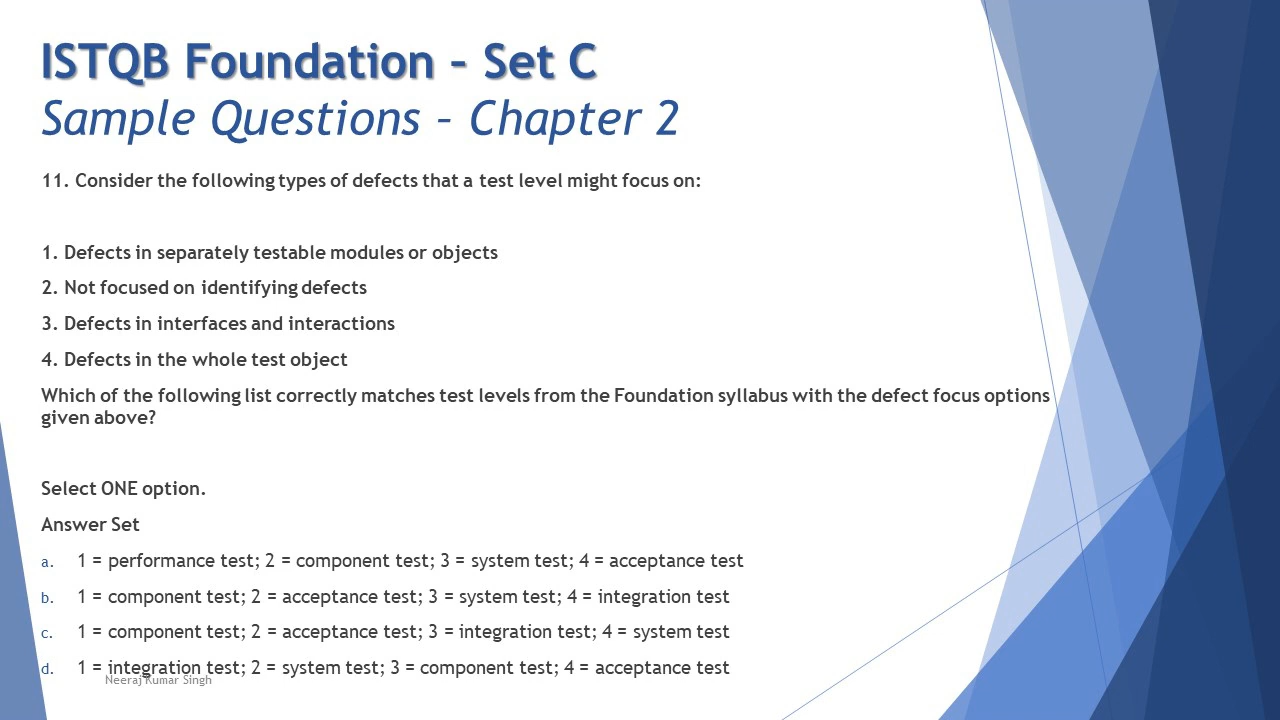 ISTQB Foundation – Set C
Sample Questions – Chapter 2
11. Consider the following types of defects that a test level might focus on:
1. Defects in separately testable modules or objects
2. Not focused on identifying defects
3. Defects in interfaces and interactions
4. Defects in the whole test object
Which of the following list correctly matches test levels from the Foundation syllabus with the defect focus options
given above?
Select ONE option.
Answer Set
a. 1 = performance test; 2 = component test; 3 = system test; 4 = acceptance test
b. 1 = component test; 2 = acceptance test; 3 = system test; 4 = integration test
c. 1 = component test; 2 = acceptance test; 3 = integration test; 4 = system test
d. 1 = integration test; 2 = system test; 3 = component test; 4 = acceptance test
Neeraj Kumar Singh